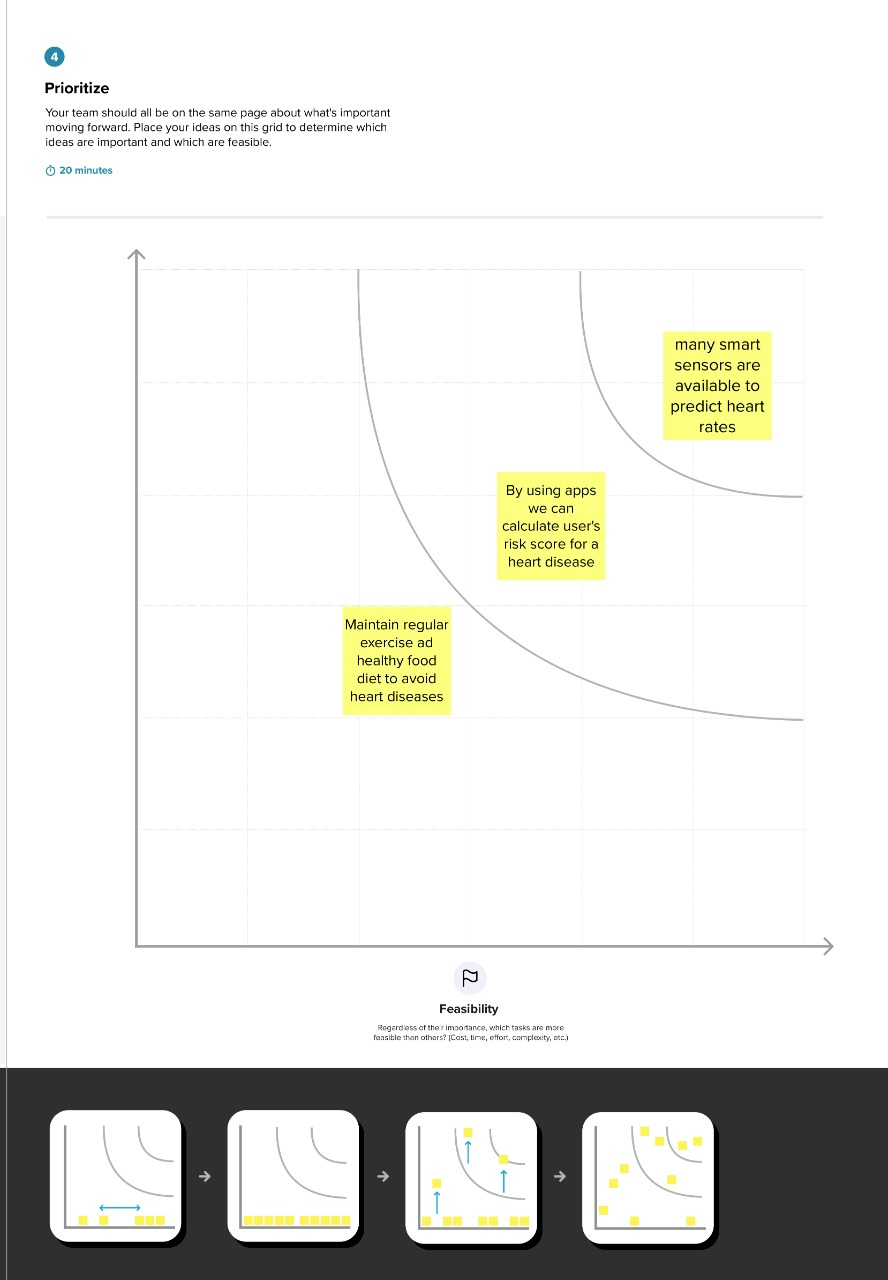 4
Prioritize
Your team should all be on the same page about what's important
moving forward. Place your ideas on this grid to determine which
ideas are important and which are feasible.
20 minutes
many smart
sensors are
available to
predict heart
rates
By using apps
we can
calculate user's
risk score for a
heart disease
Maintain regular
exercise ad
healthy food
diet to avoid
heart diseases
Feasibility
Regardless of their importance, which tasks are more
feasible than others? (Cost, time, effort, complexity, etc.)